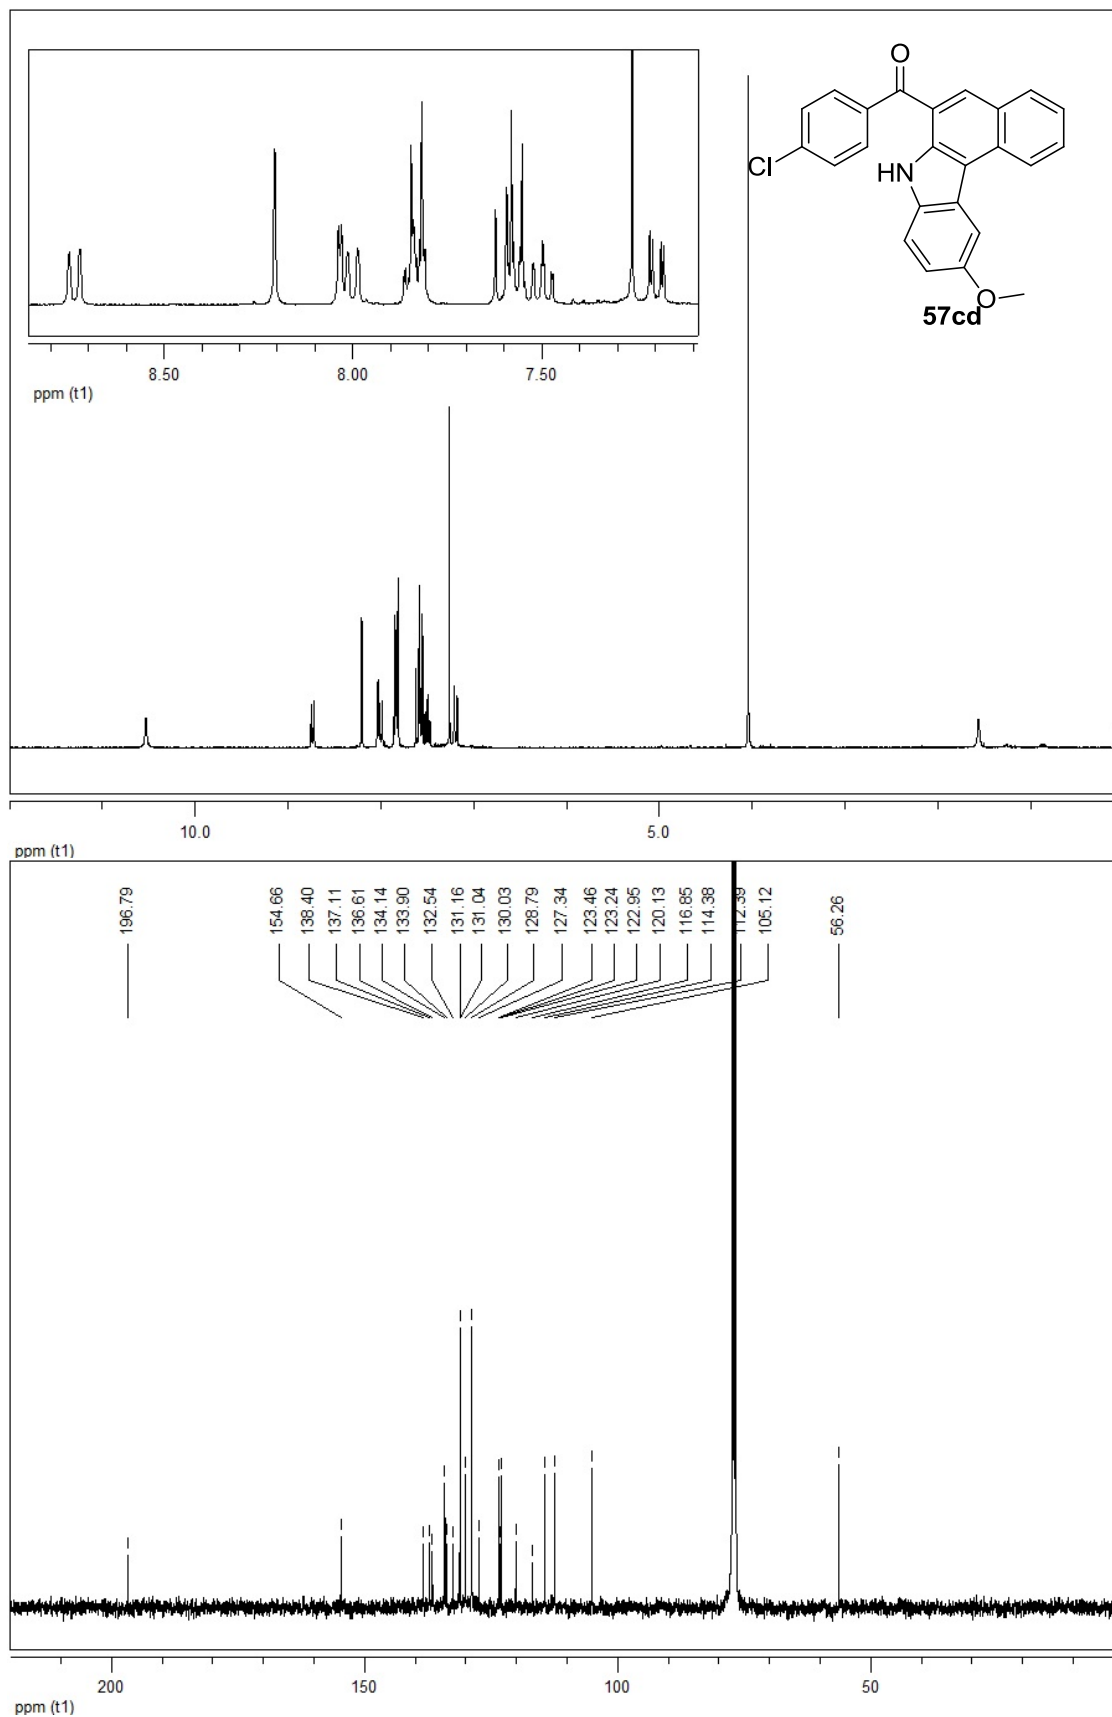 O
Cl
HN
O
57cd
8.50 8.00 7.50
ppm (t1)
10.0 5.0
ppm (t1)
196.79
154.66
138.40
137.11
136.61
134.14
133.90
132.54
131.16
131.04
130.03
128.79
127.34
123.46
123.24
122.95
120.13
116.85
114.38
112.39
105.12
56.26
200 150 100 50
ppm (t1)